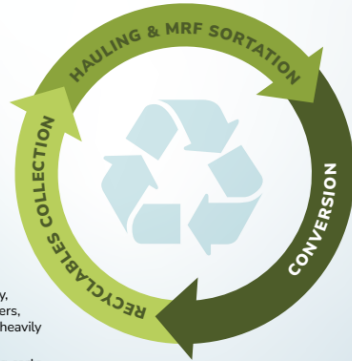 HAULING & MRF SORTATION
CONVERSION
RECYCLABLES COLLECTION
ers,
heavily